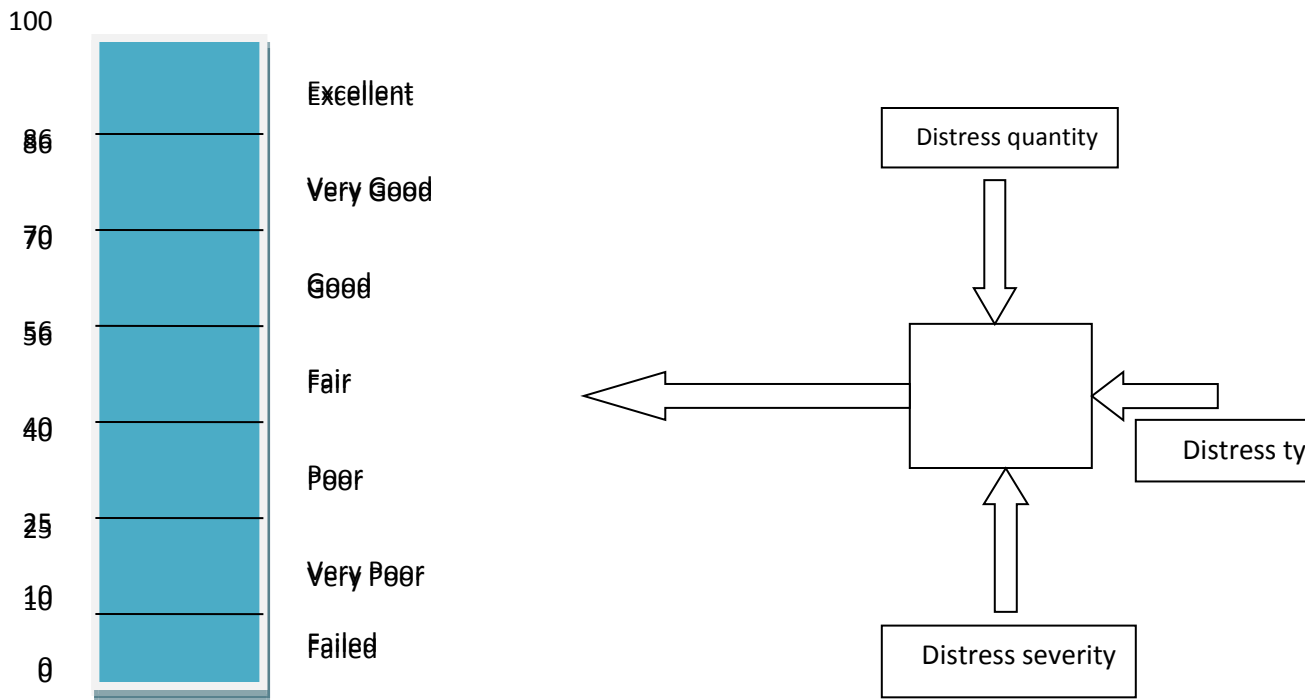 100
Excellent
86
Very Good
70
Good
56
Fair
40
Poor
25
Very Poor
10
Failed
0
Distress quantity
Distress ty
Distress severity